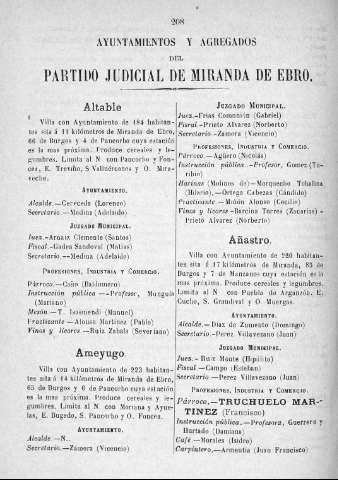 208
AYUNTAMIENTOS Y AGREGADOS
DEL
PARTIDO JUDICIAL DE MIRANDA DE EBRO.
Altable
Villa con Ayuntamiento de 484 habitan-
tes sita á 11 kilómetros de Miranda de Ebro,
66 de Burgos y 4 de Pancorbo cuya estación
es la mas próxima. Produce cereales y le-
gumbres. Limita al N con Pancorbo y Fon-
cea, E. Treviño, S Valluércanes y O. Mira-
veche.
AYUNTAMIENTO.
Alcalde.—Cereceda (Lorenzo)
Secretario.—Medina (Adelaido)
JUZGADO MUNICIPAL.
Juez.—Arnaiz Clemente (Santos)
Fiscal.—Gadea Sandoval (Matías)
Secretario.—Medina (Adelaido)
PROFESIONES, INDUSTRIA Y COMERCIO.
Párroco.—Caño (Baldomero)
Instrucción pública.—Profesor,
(Mariano)
Mesón.—T. (Manuel)
Practicante.—Alonso Martinez (Pablo)
Vinos y licores.—Ruiz Zabala (Severiano)
Ameyugo.
Villa con Ayuntamiento de 223 habitan-
tes sita á 14 kilómetros de Miranda de Ebro,
65 de Burgos y 6 de Pancorbo cuya estación
es la mas próxima. Produce cereales y le-
gumbres. Limita al N con Moriana y Ayue-
las, E. Bugedo, S. Pancorbo y O. Foncea.
AYUNTAMIENTO.
Alcalde.—N.
Secretario.—Zamora (Vicencio)
JUZGADO MUNICIPAL.
Juez.—Frías Comunión (Gabriel)
Fiscal.—Prieto Alvarez (Norberto)
Secretario.—Zamora (Vicencio)
PROFESIONES, INDUSTRIA Y COMERCIO.
Párroco.—Agüero (Nicolás)
Instrucción pública.—Profesor, Gomez (To-
ribio)
Harinas (Molinos de)—Morquecho Tobalina
(Hilario),—Ortega Cabezas (Cándido)
Practicante.—Miñón Alonso (Cecilio)
Vinos y licores.—Barcina Torres (Zacarías)—
Prieto Alvarez (Norberto)
Añastro.
Villa con Ayuntamiento de 220 habitan-
tes sita á 17 kilómetros de Miranda, 83 de
Burgos y 7 de Manzanos cuya estación es la
mas próxima. Produce cereales y legumbres.
Limita al N con Puebla de Arganzón, E.
Cucho, S. Grandival y O. Muergas.
AYUNTAMIENTO.
Alcalde.—Diaz de Zumento (Domingo)
Secretario.—Perez Villavezano (Juan)
JUZGADO MUNICIPAL.
Juez.—Ruiz Monte (Hipólito)
Fiscal.—Campo (Esteban)
Secretario.—Perez Villavezano (Juan)
PROFESIONES, INDUSTRIA Y COMERCIO.
Párroco.—TRUCHUELO MAR-
TINEZ (Francisco)
Instrucción pública.—Profesora, Guerrero y
Hurtado (Damiana)
Café.—Morales (Isidro)
Carpintero.—Armentia (Juan Francisco)